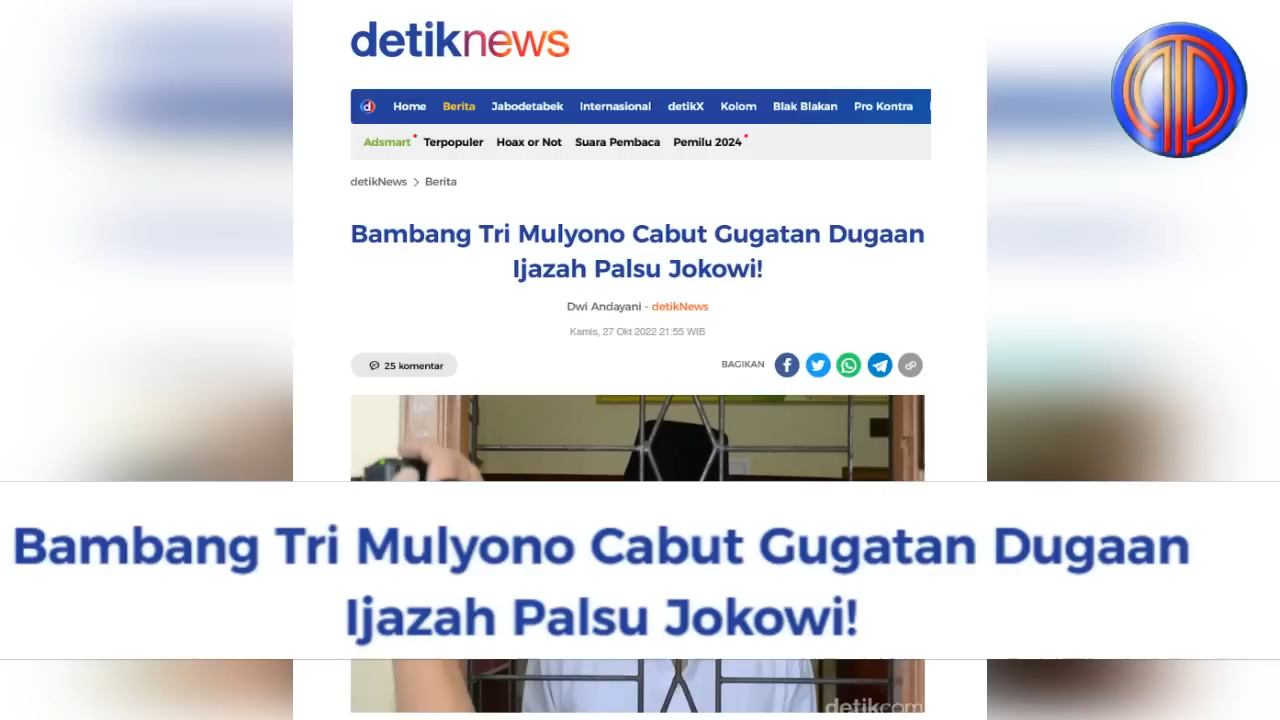 detiknews
Home Berita Jabodetabek Internasional detikX Kolom Blak Blakan Pro Kontra
Adsmart Terpopuler Hoax or Not Suara Pembaca Pemilu 2024
detikNews > Berita
Bambang Tri Mulyono Cabut Gugatan Dugaan
Ijazah Palsu Jokowi!
Dwi Andayani - detikNews
Kamis, 27 Okt 2022 21:55 WIB
25 komentar
BAGIKAN
Bambang Tri Mulyono Cabut Gugatan Dugaan
Ijazah Palsu Jokowi!
detikcom